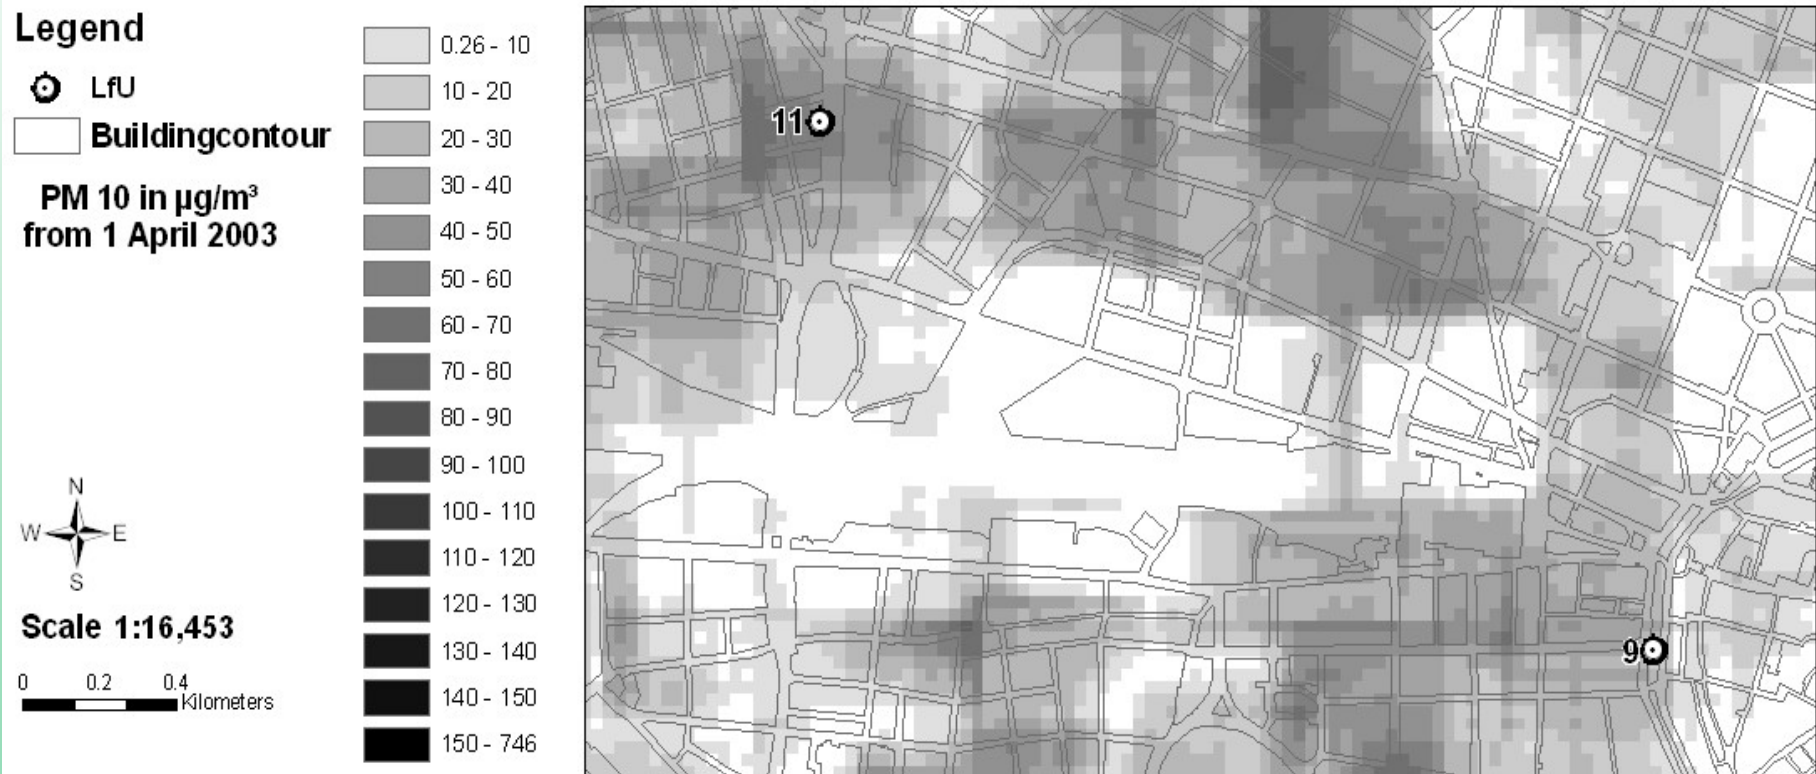 Legend
LfU
Buildingcontour
PM 10 in µg/m³
from 1 April 2003
N
W E
S
Scale 1:16,453
0 0.2 0.4
Kilometers
0.26 - 10
10 - 20
20 - 30
30 - 40
40 - 50
50 - 60
60 - 70
70 - 80
80 - 90
90 - 100
100 - 110
110 - 120
120 - 130
130 - 140
140 - 150
150 - 746
11
9